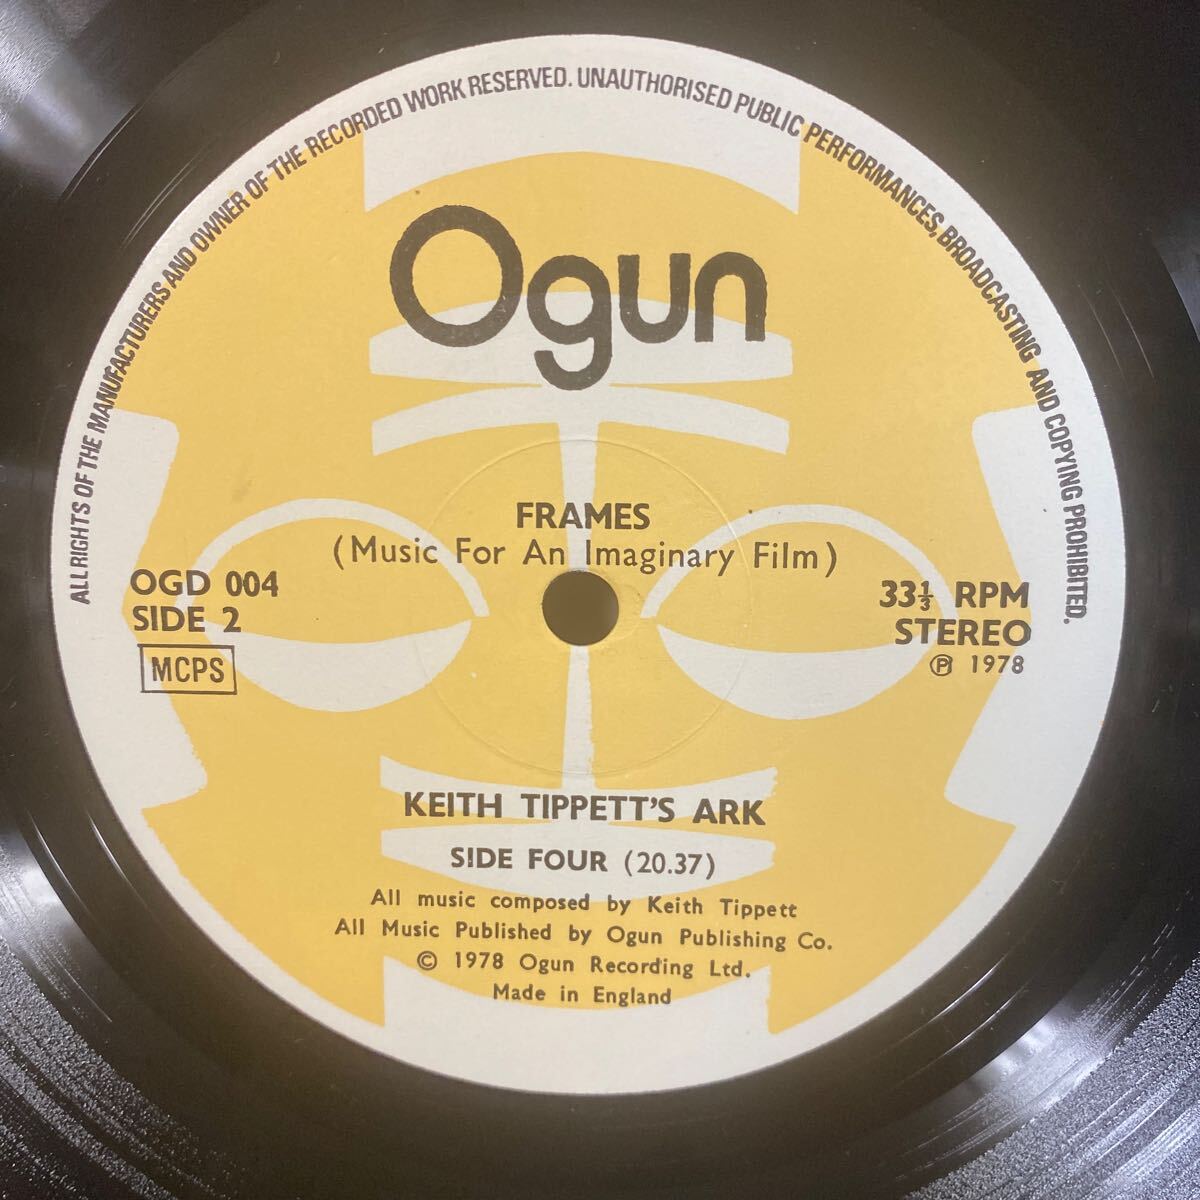 ALL RIGHTS OF THE MANUFACTURERS AND OWNER OF THE RECORDED WORK RESERVED. UNAUTHORISED PUBLIC PERFORMANCES, BROADCASTING AND COPYING PROHIBITED.
Ogun
FRAMES
(Music For An Imaginary Film)
OGD 004
SIDE 2
MCPS
33⅓ RPM
STEREO
℗ 1978
KEITH TIPPETT'S ARK
SIDE FOUR (20.37)
All music composed by Keith Tippett
All Music Published by Ogun Publishing Co.
© 1978 Ogun Recording Ltd.
Made in England